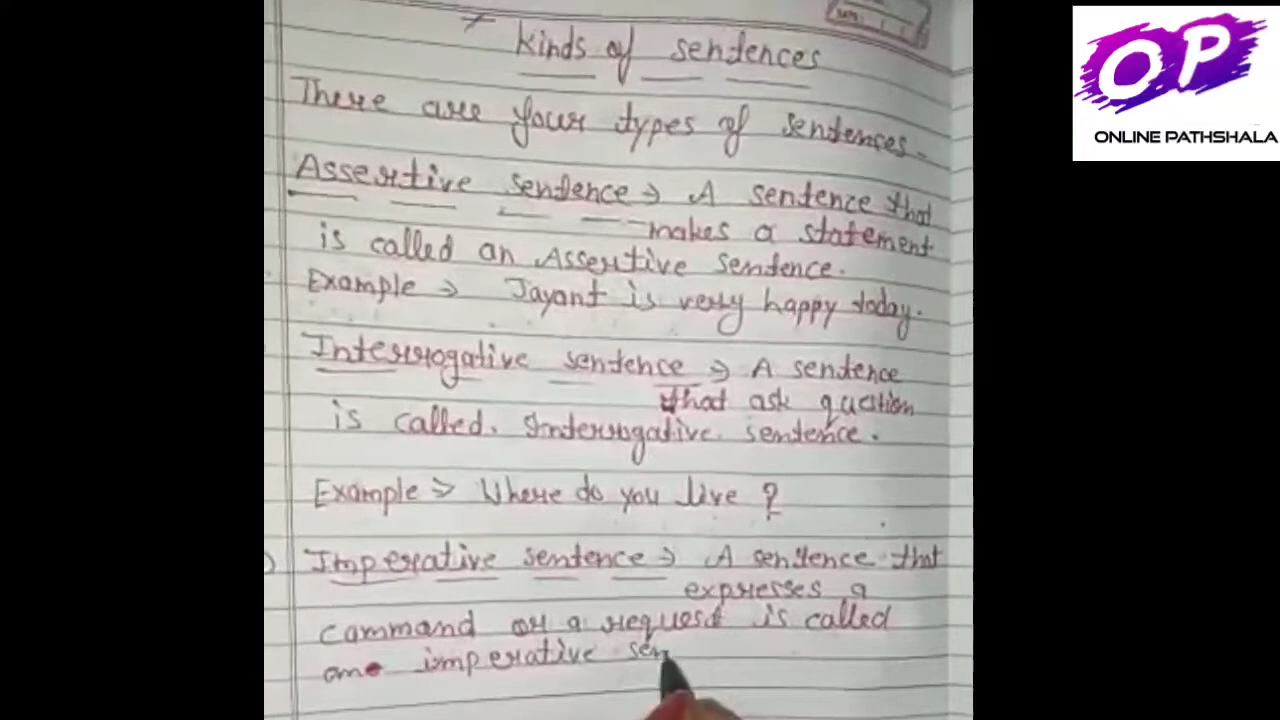 Kinds of sentences
There are four types of sentences.
Assertive sentence → A sentence that
makes a statement
is called an Assertive sentence.
Example → Jayant is very happy today.
Interrogative sentence → A sentence
that ask question
is called. Interrogative. sentence.
Example → Where do you live ?
) Imperative sentence → A sentence that
expresses a
command or a request is called
an imperative sen
OP
ONLINE PATHSHALA